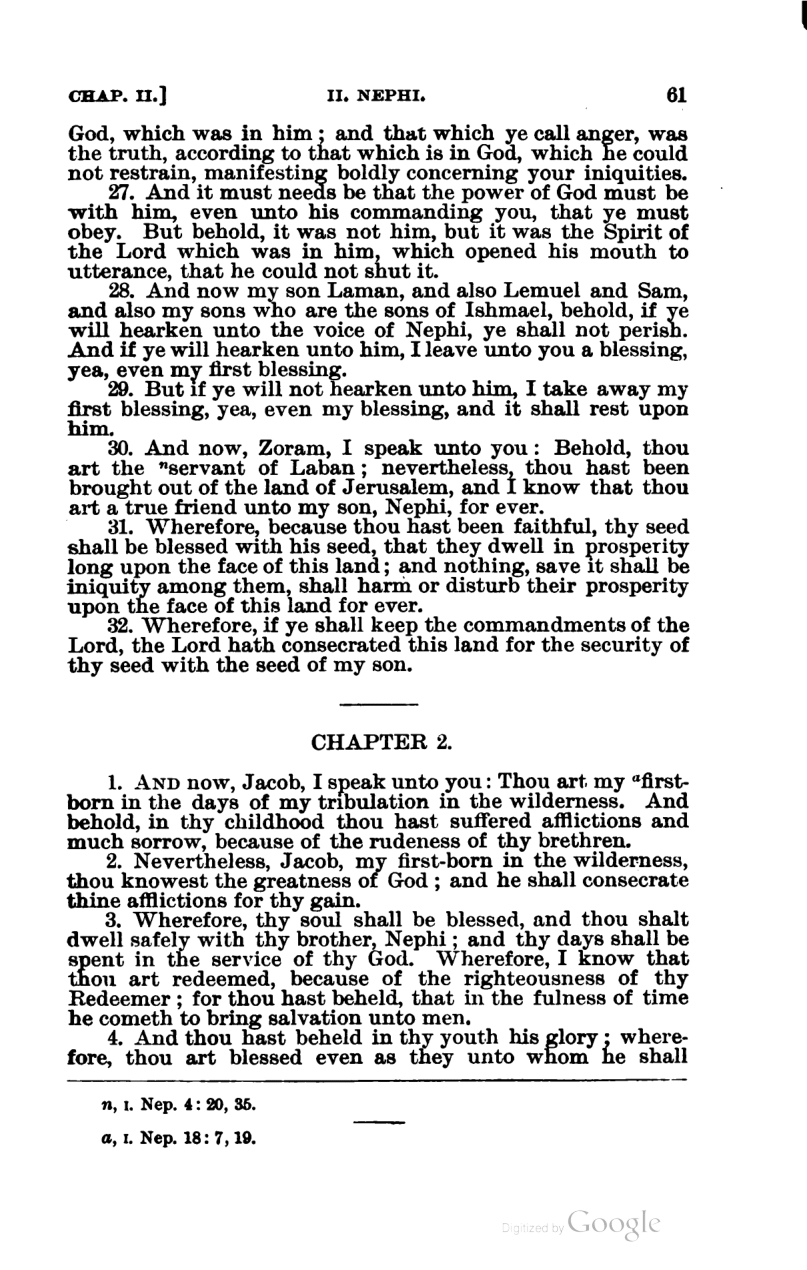 CHAP. II.] II. NEPHI. 61
God, which was in him ; and that which ye call anger, was
the truth, according to that which is in God, which he could
not restrain, manifesting boldly concerning your iniquities.
27. And it must needs be that the power of God must be
with him, even unto his commanding you, that ye must
obey. But behold, it was not him, but it was the Spirit of
the Lord which was in him, which opened his mouth to
utterance, that he could not shut it.
28. And now my son Laman, and also Lemuel and Sam,
and also my sons who are the sons of Ishmael, behold, if ye
will hearken unto the voice of Nephi, ye shall not perish.
And if ye will hearken unto him, I leave unto you a blessing,
yea, even my first blessing.
29. But if ye will not hearken unto him, I take away my
first blessing, yea, even my blessing, and it shall rest upon
him.
30. And now, Zoram, I speak unto you : Behold, thou
art the ⁿservant of Laban ; nevertheless, thou hast been
brought out of the land of Jerusalem, and I know that thou
art a true friend unto my son, Nephi, for ever.
31. Wherefore, because thou hast been faithful, thy seed
shall be blessed with his seed, that they dwell in prosperity
long upon the face of this land ; and nothing, save it shall be
iniquity among them, shall harm or disturb their prosperity
upon the face of this land for ever.
32. Wherefore, if ye shall keep the commandments of the
Lord, the Lord hath consecrated this land for the security of
thy seed with the seed of my son.
CHAPTER 2.
1. AND now, Jacob, I speak unto you : Thou art my ᵃfirst-
born in the days of my tribulation in the wilderness. And
behold, in thy childhood thou hast suffered afflictions and
much sorrow, because of the rudeness of thy brethren.
2. Nevertheless, Jacob, my first-born in the wilderness,
thou knowest the greatness of God ; and he shall consecrate
thine afflictions for thy gain.
3. Wherefore, thy soul shall be blessed, and thou shalt
dwell safely with thy brother, Nephi ; and thy days shall be
spent in the service of thy God. Wherefore, I know that
thou art redeemed, because of the righteousness of thy
Redeemer ; for thou hast beheld, that in the fulness of time
he cometh to bring salvation unto men.
4. And thou hast beheld in thy youth his glory ; where-
fore, thou art blessed even as they unto whom he shall
n, I. Nep. 4 : 20, 35.
a, I. Nep. 18 : 7, 19.
Digitized by Google